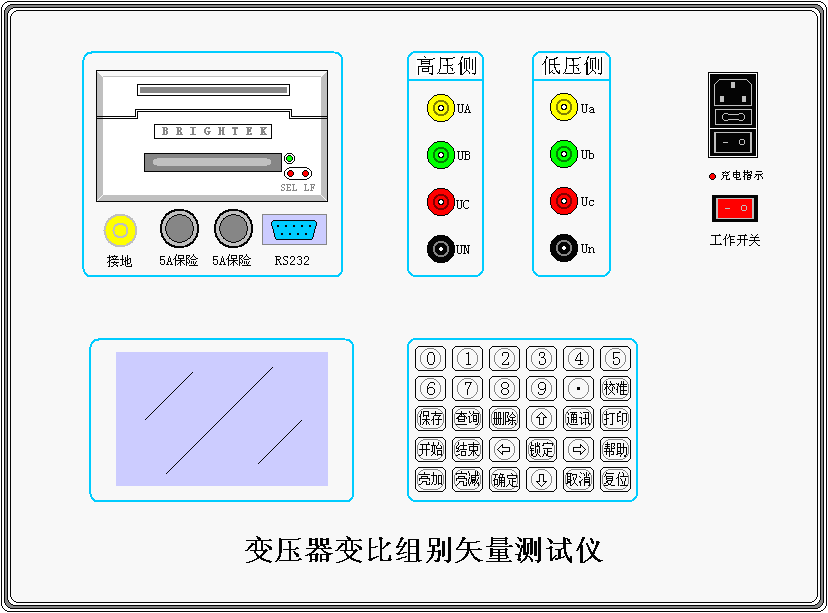 BRIGHTEK
SEL LF
接地 5A保险 5A保险 RS232
高压侧
UA
UB
UC
UN
低压侧
Ua
Ub
Uc
Un
充电指示
工作开关
0 1 2 3 4 5
6 7 8 9 · 校准
保存 查询 删除 ⇧ 通讯 打印
开始 结束 ⇦ 锁定 ⇨ 帮助
亮加 亮减 确定 ⇩ 取消 复位
变压器变比组别矢量测试仪